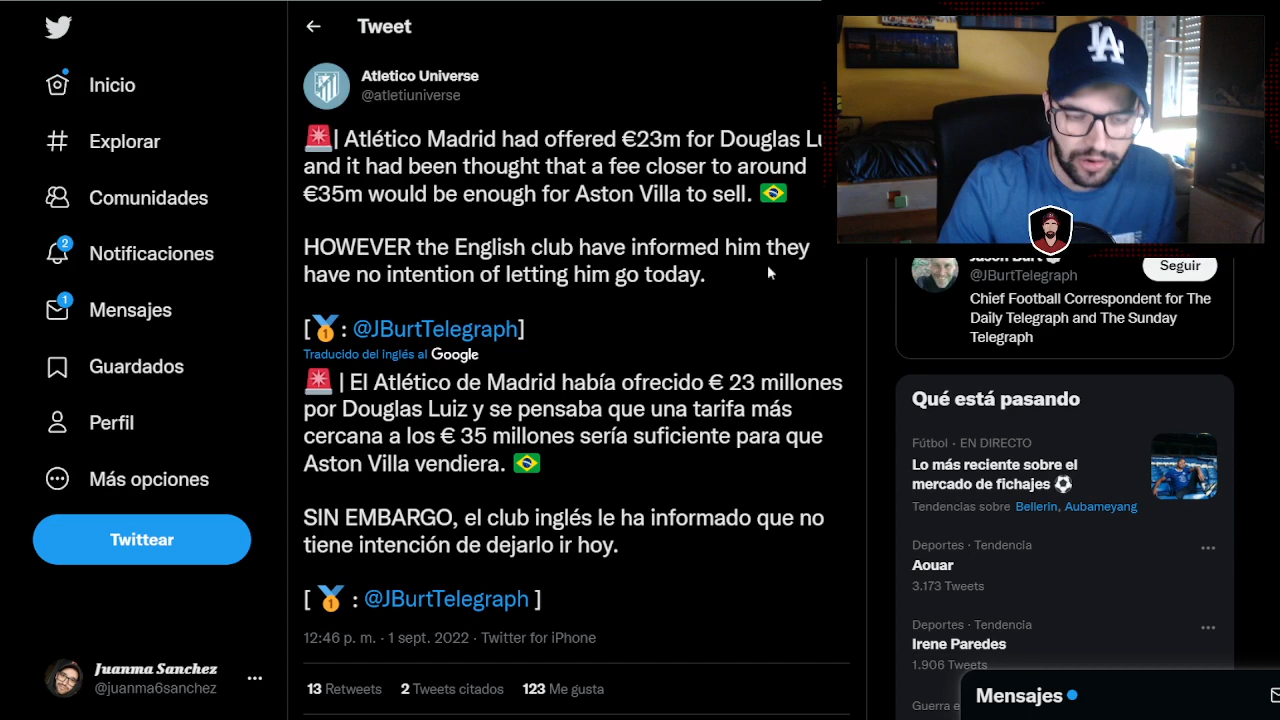 Tweet
Inicio
Explorar
Comunidades
2
Notificaciones
1
Mensajes
Guardados
Perfil
Más opciones
Twittear
Juanma Sanchez
@juanma6sanchez
Atletico Universe
@atletiuniverse
🚨| Atlético Madrid had offered €23m for Douglas Lu
and it had been thought that a fee closer to around
€35m would be enough for Aston Villa to sell. 🇧🇷
HOWEVER the English club have informed him they
have no intention of letting him go today.
[🥇: @JBurtTelegraph]
Traducido del Inglés al Google
🚨 | El Atlético de Madrid había ofrecido € 23 millones
por Douglas Luiz y se pensaba que una tarifa más
cercana a los € 35 millones sería suficiente para que
Aston Villa vendiera. 🇧🇷
SIN EMBARGO, el club inglés le ha informado que no
tiene intención de dejarlo ir hoy.
[ 🥇 : @JBurtTelegraph ]
12:46 p. m. · 1 sept. 2022 · Twitter for iPhone
13 Retweets 2 Tweets citados 123 Me gusta
LA
@JBurtTelegraph
Seguir
Chief Football Correspondent for The
Daily Telegraph and The Sunday
Telegraph
Qué está pasando
Fútbol · EN DIRECTO
Lo más reciente sobre el
mercado de fichajes ⚽
Tendencias sobre Bellerín, Aubameyang
Deportes · Tendencia
Aouar
3.173 Tweets
Deportes · Tendencia
Irene Paredes
1.906 Tweets
Guerra e
Mensajes